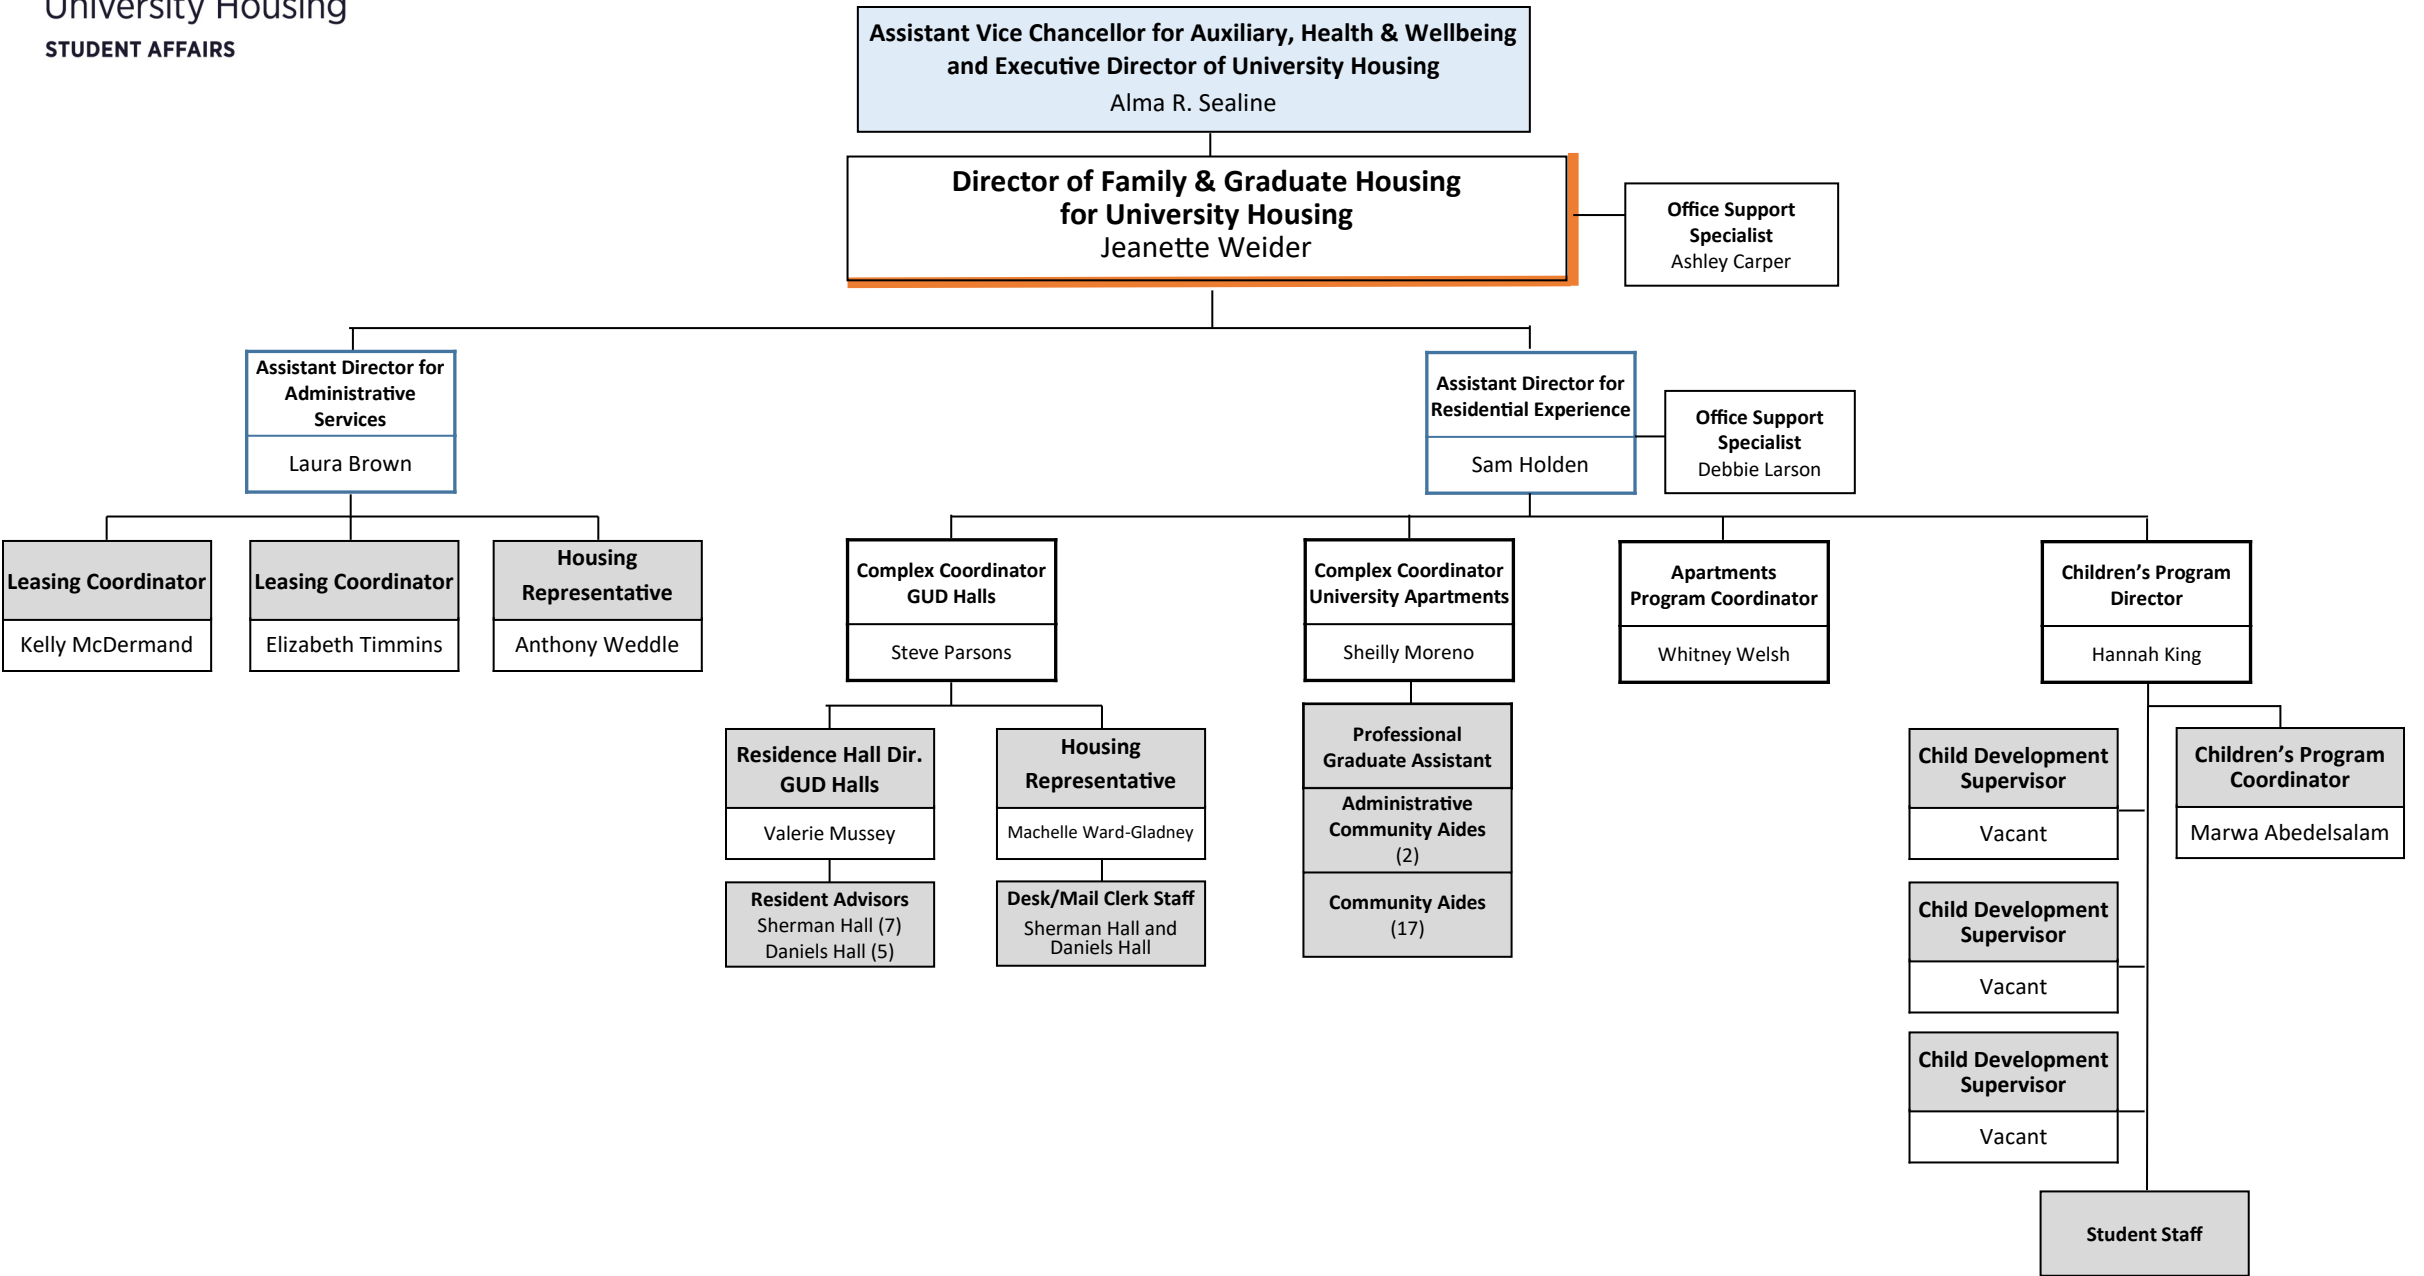 University Housing
STUDENT AFFAIRS
Assistant Vice Chancellor for Auxiliary, Health & Wellbeing
and Executive Director of University Housing
Alma R. Sealine
Director of Family & Graduate Housing
for University Housing
Jeanette Weider
Office Support
Specialist
Ashley Carper
Assistant Director for
Administrative
Services
Laura Brown
Assistant Director for
Residential Experience
Sam Holden
Office Support
Specialist
Debbie Larson
Leasing Coordinator
Kelly McDermand
Leasing Coordinator
Elizabeth Timmins
Housing
Representative
Anthony Weddle
Complex Coordinator
GUD Halls
Steve Parsons
Complex Coordinator
University Apartments
Sheilly Moreno
Apartments
Program Coordinator
Whitney Welsh
Children’s Program
Director
Hannah King
Residence Hall Dir.
GUD Halls
Valerie Mussey
Housing
Representative
Machelle Ward-Gladney
Professional
Graduate Assistant
Administrative
Community Aides
(2)
Community Aides
(17)
Resident Advisors
Sherman Hall (7)
Daniels Hall (5)
Desk/Mail Clerk Staff
Sherman Hall and
Daniels Hall
Child Development
Supervisor
Vacant
Children’s Program
Coordinator
Marwa Abedelsalam
Child Development
Supervisor
Vacant
Child Development
Supervisor
Vacant
Student Staff